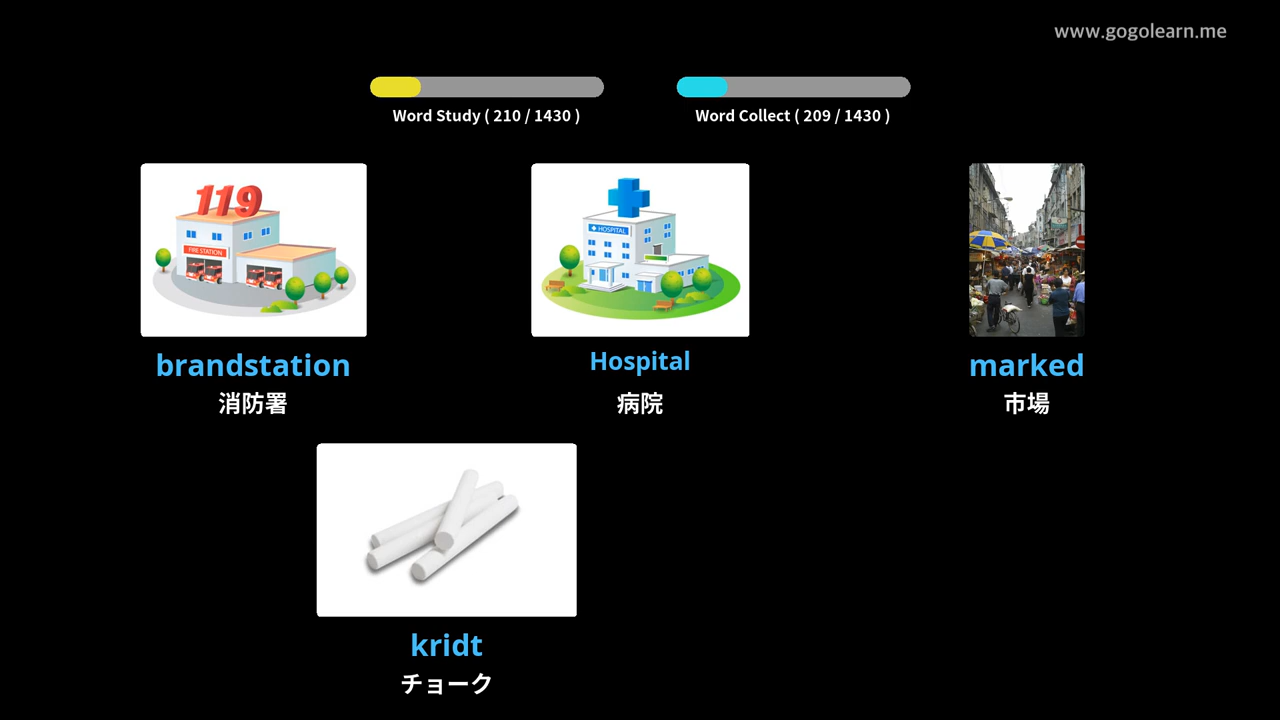 www.gogolearn.me
Word Study ( 210 / 1430 )
Word Collect ( 209 / 1430 )
119
FIRE STATION
HOSPITAL
brandstation
Hospital
marked
消防署
病院
市場
kridt
チョーク